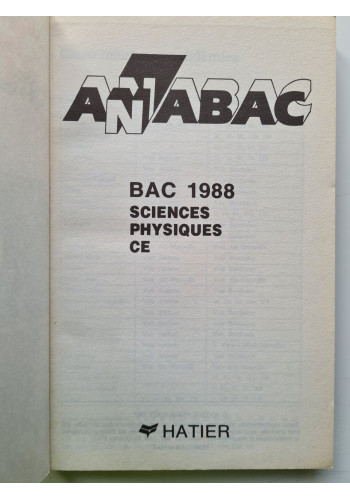 ANNABAC
BAC 1988
SCIENCES
PHYSIQUES
CE
HATIER